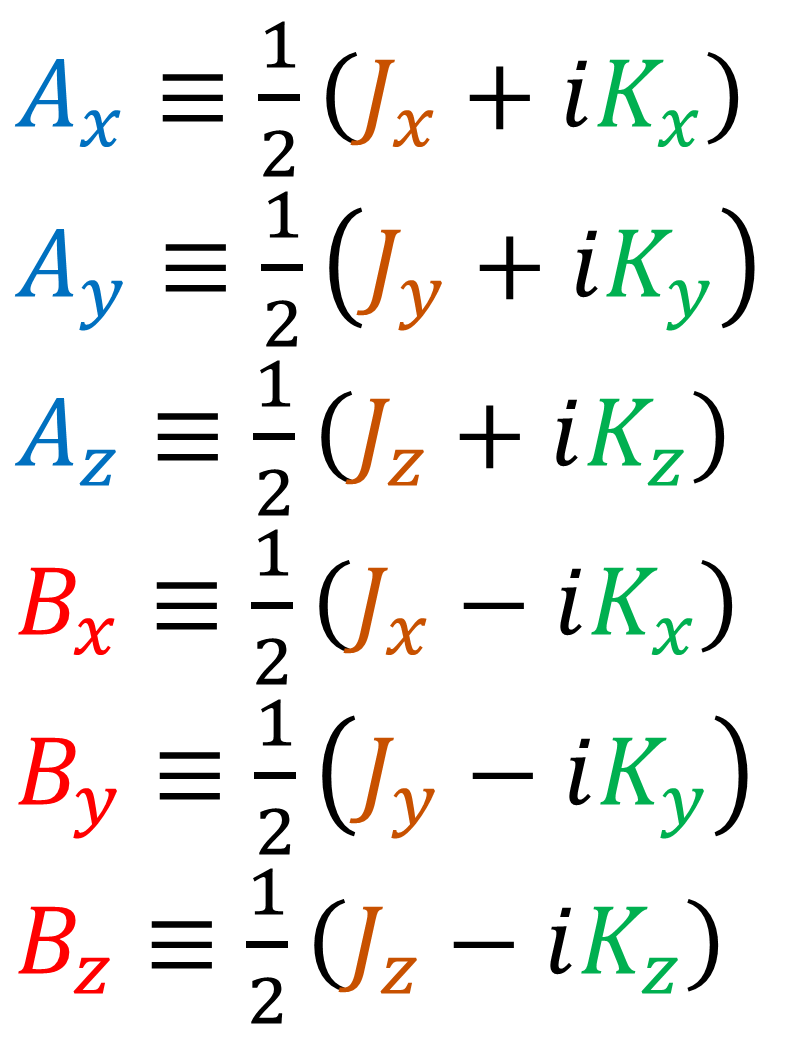 A_x ≡ 1/2 (J_x + iK_x)
A_y ≡ 1/2 (J_y + iK_y)
A_z ≡ 1/2 (J_z + iK_z)
B_x ≡ 1/2 (J_x − iK_x)
B_y ≡ 1/2 (J_y − iK_y)
B_z ≡ 1/2 (J_z − iK_z)